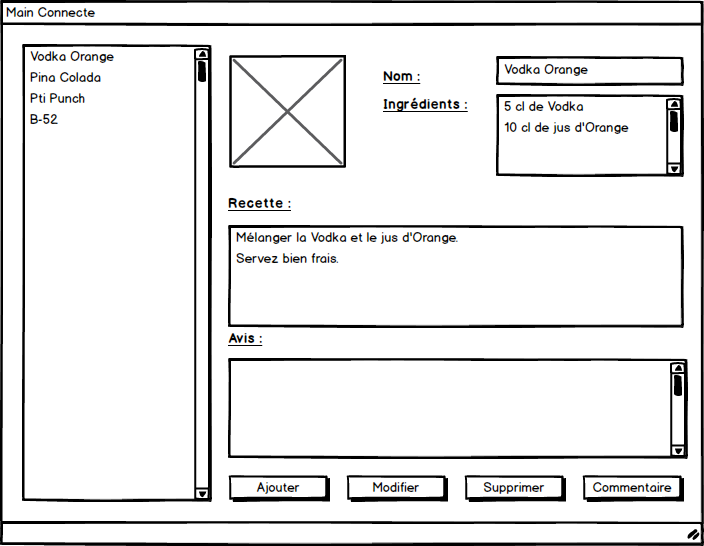 Main Connecte
Vodka Orange
Pina Colada
Pti Punch
B-52
Nom :
Vodka Orange
Ingrédients :
5 cl de Vodka
10 cl de jus d'Orange
Recette :
Mélanger la Vodka et le jus d'Orange.
Servez bien frais.
Avis :
Ajouter
Modifier
Supprimer
Commentaire